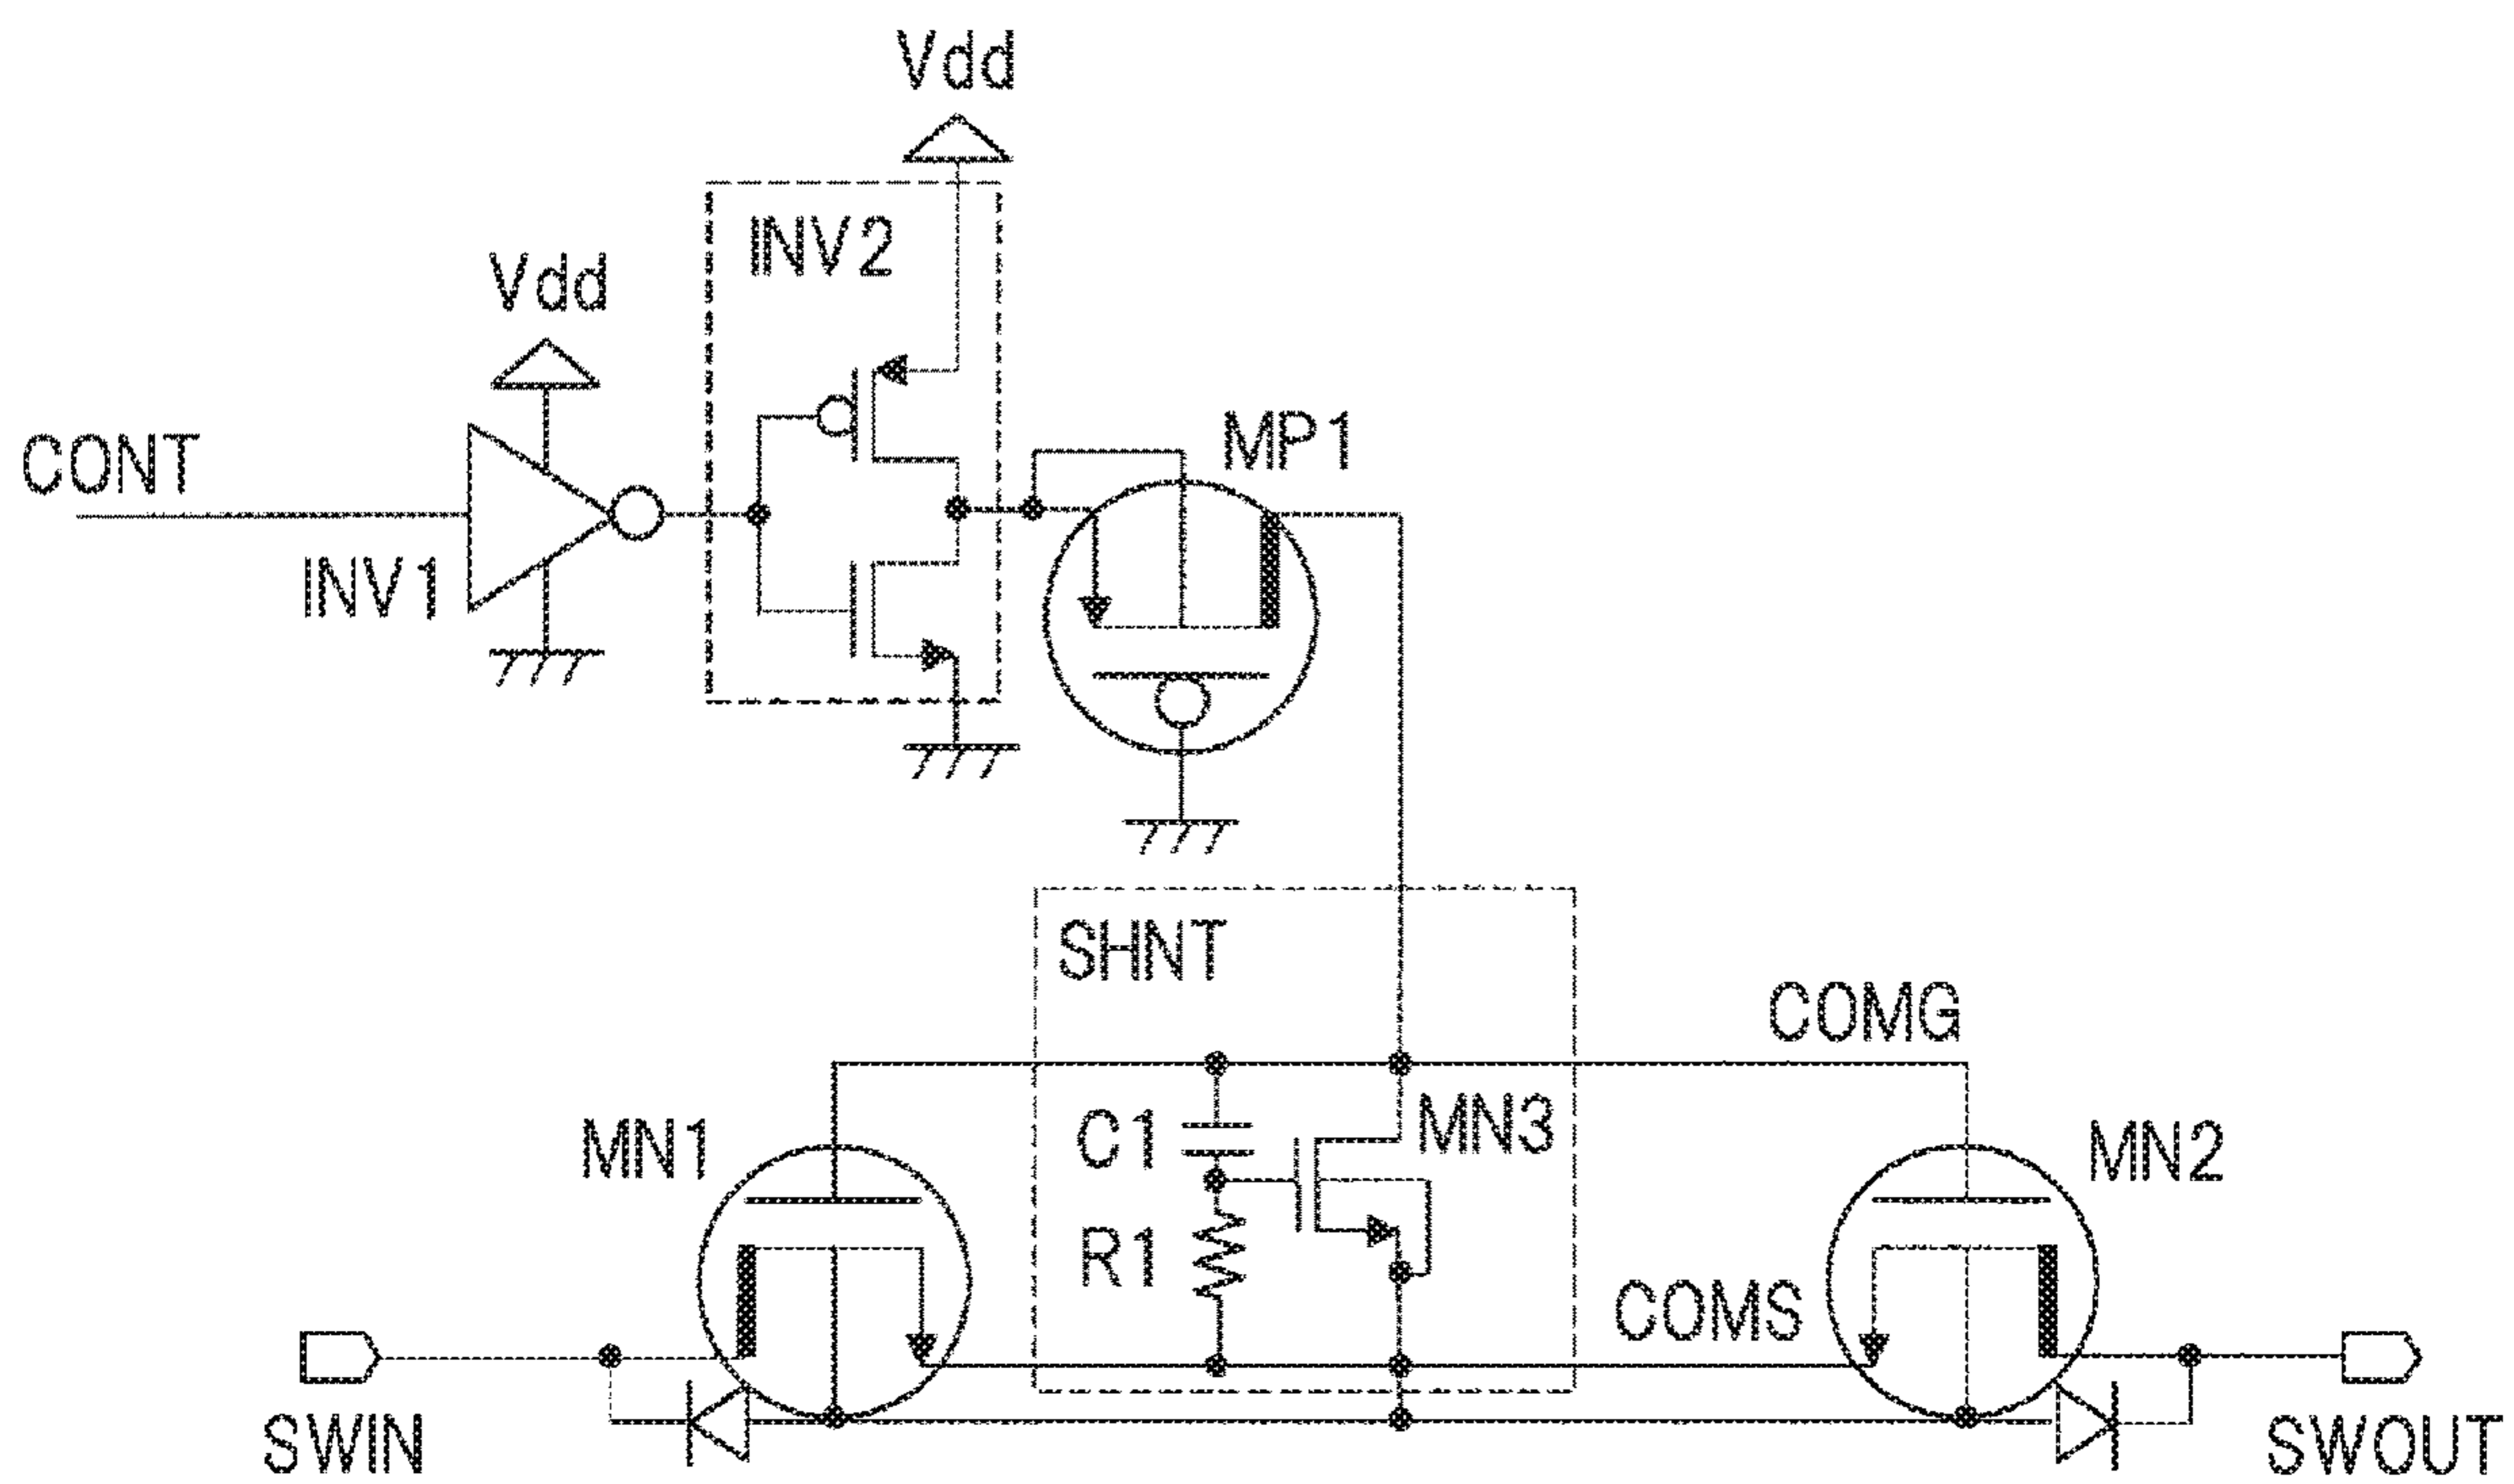 Vdd
INV2
Vdd
CONT
MP1
INV1
SHNT
COMG
MN1
C1
MN3
MN2
R1
COMS
SWIN
SWOUT